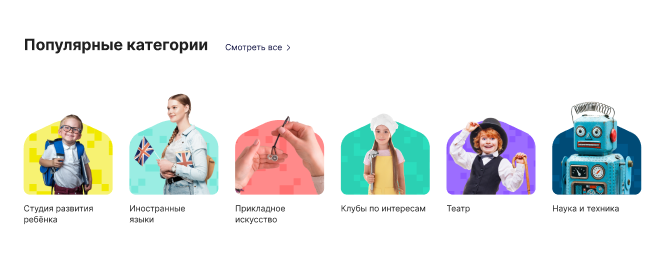 Популярные категории Смотреть все
Студия развития
ребёнка
Иностранные
языки
Прикладное
искусство
Клубы по интересам
Театр
Наука и техника